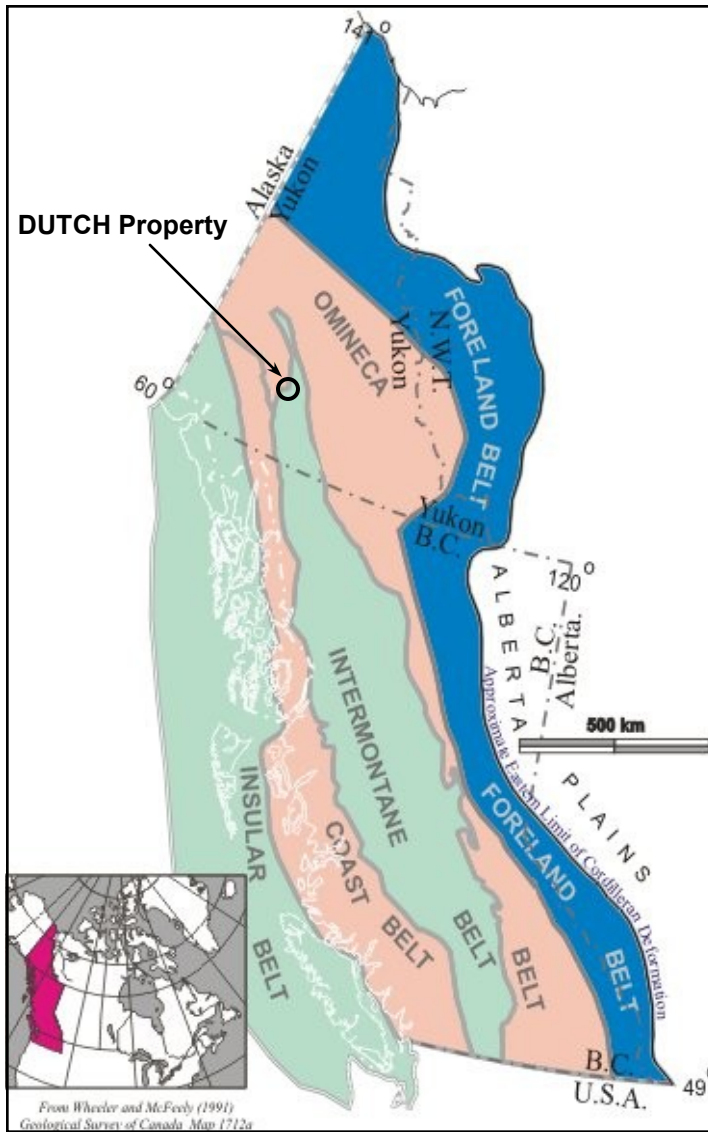 141°
Alaska
Yukon
DUTCH Property
OMINECA
Yukon
N.W.T.
FORELAND BELT
60°
Yukon
B.C.
120°
ALBERTA PLAINS
B.C.
Alberta.
Approximate Eastern Limit of Cordilleran Deformation
500 km
INTERMONTANE
BELT
INSULAR
BELT
COAST
BELT
BELT
FORELAND
BELT
B.C.
U.S.A.
49°
From Wheeler and McFeely (1991)
Geological Survey of Canada Map 1712a